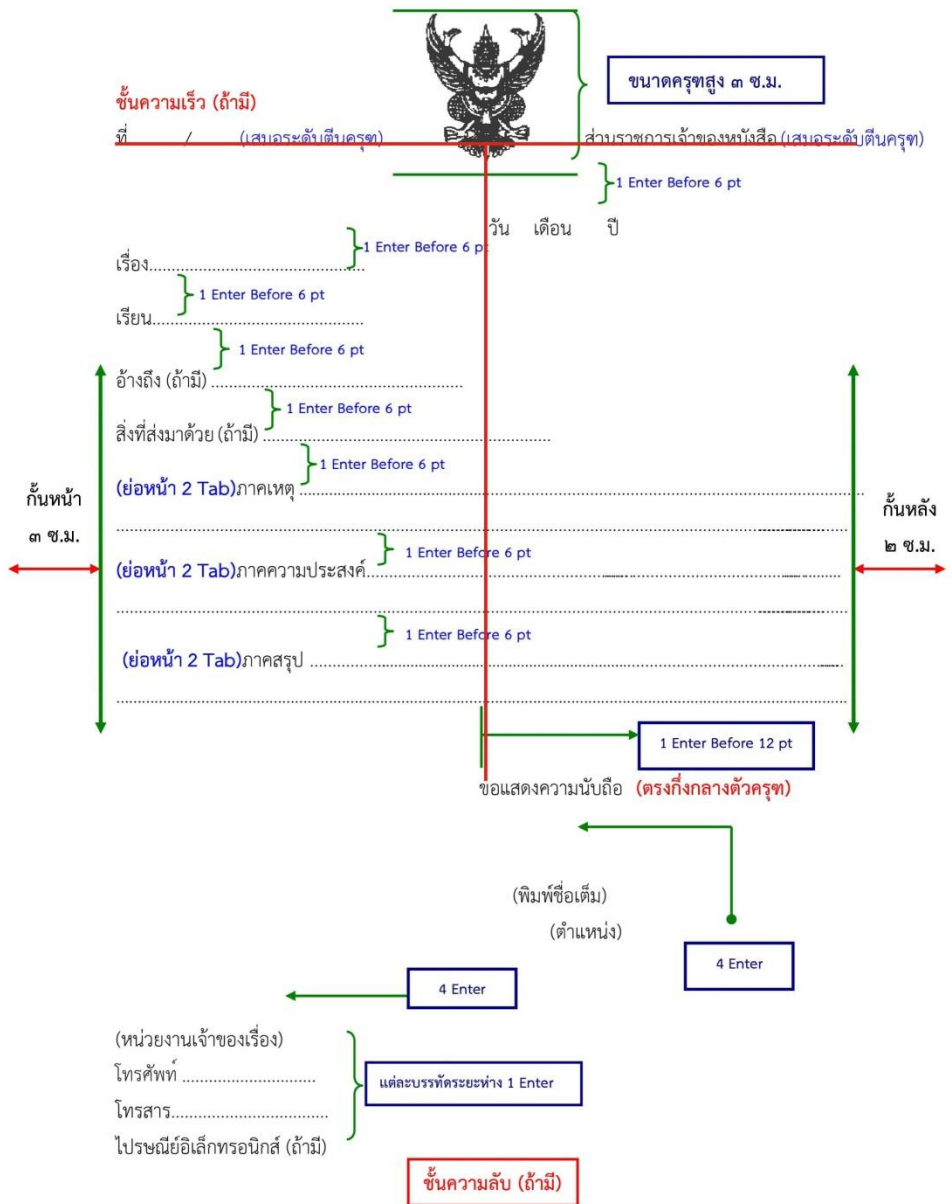 ขนาดครุฑสูง ๓ ซ.ม.
ชั้นความเร็ว (ถ้ามี)
ที่ / (เสมอระดับตีนครุฑ) ส่วนราชการเจ้าของหนังสือ (เสมอระดับตีนครุฑ)
1 Enter Before 6 pt
วัน เดือน ปี
1 Enter Before 6 pt
เรื่อง......................................................
1 Enter Before 6 pt
เรียน.....................................................
1 Enter Before 6 pt
อ้างถึง (ถ้ามี) ...............................................................
1 Enter Before 6 pt
สิ่งที่ส่งมาด้วย (ถ้ามี) .........................................................................
1 Enter Before 6 pt
(ย่อหน้า 2 Tab)ภาคเหตุ ..............................................................................
กั้นหน้า
๓ ซ.ม.
กั้นหลัง
๒ ซ.ม.
1 Enter Before 6 pt
(ย่อหน้า 2 Tab)ภาคความประสงค์..............................................................................
1 Enter Before 6 pt
(ย่อหน้า 2 Tab)ภาคสรุป ..............................................................................
1 Enter Before 12 pt
ขอแสดงความนับถือ (ตรงกึ่งกลางตัวครุฑ)
(พิมพ์ชื่อเต็ม)
(ตำแหน่ง)
4 Enter
4 Enter
(หน่วยงานเจ้าของเรื่อง)
โทรศัพท์ .................................
แต่ละบรรทัดระยะห่าง 1 Enter
โทรสาร.......................................
ไปรษณีย์อิเล็กทรอนิกส์ (ถ้ามี)
ชั้นความลับ (ถ้ามี)